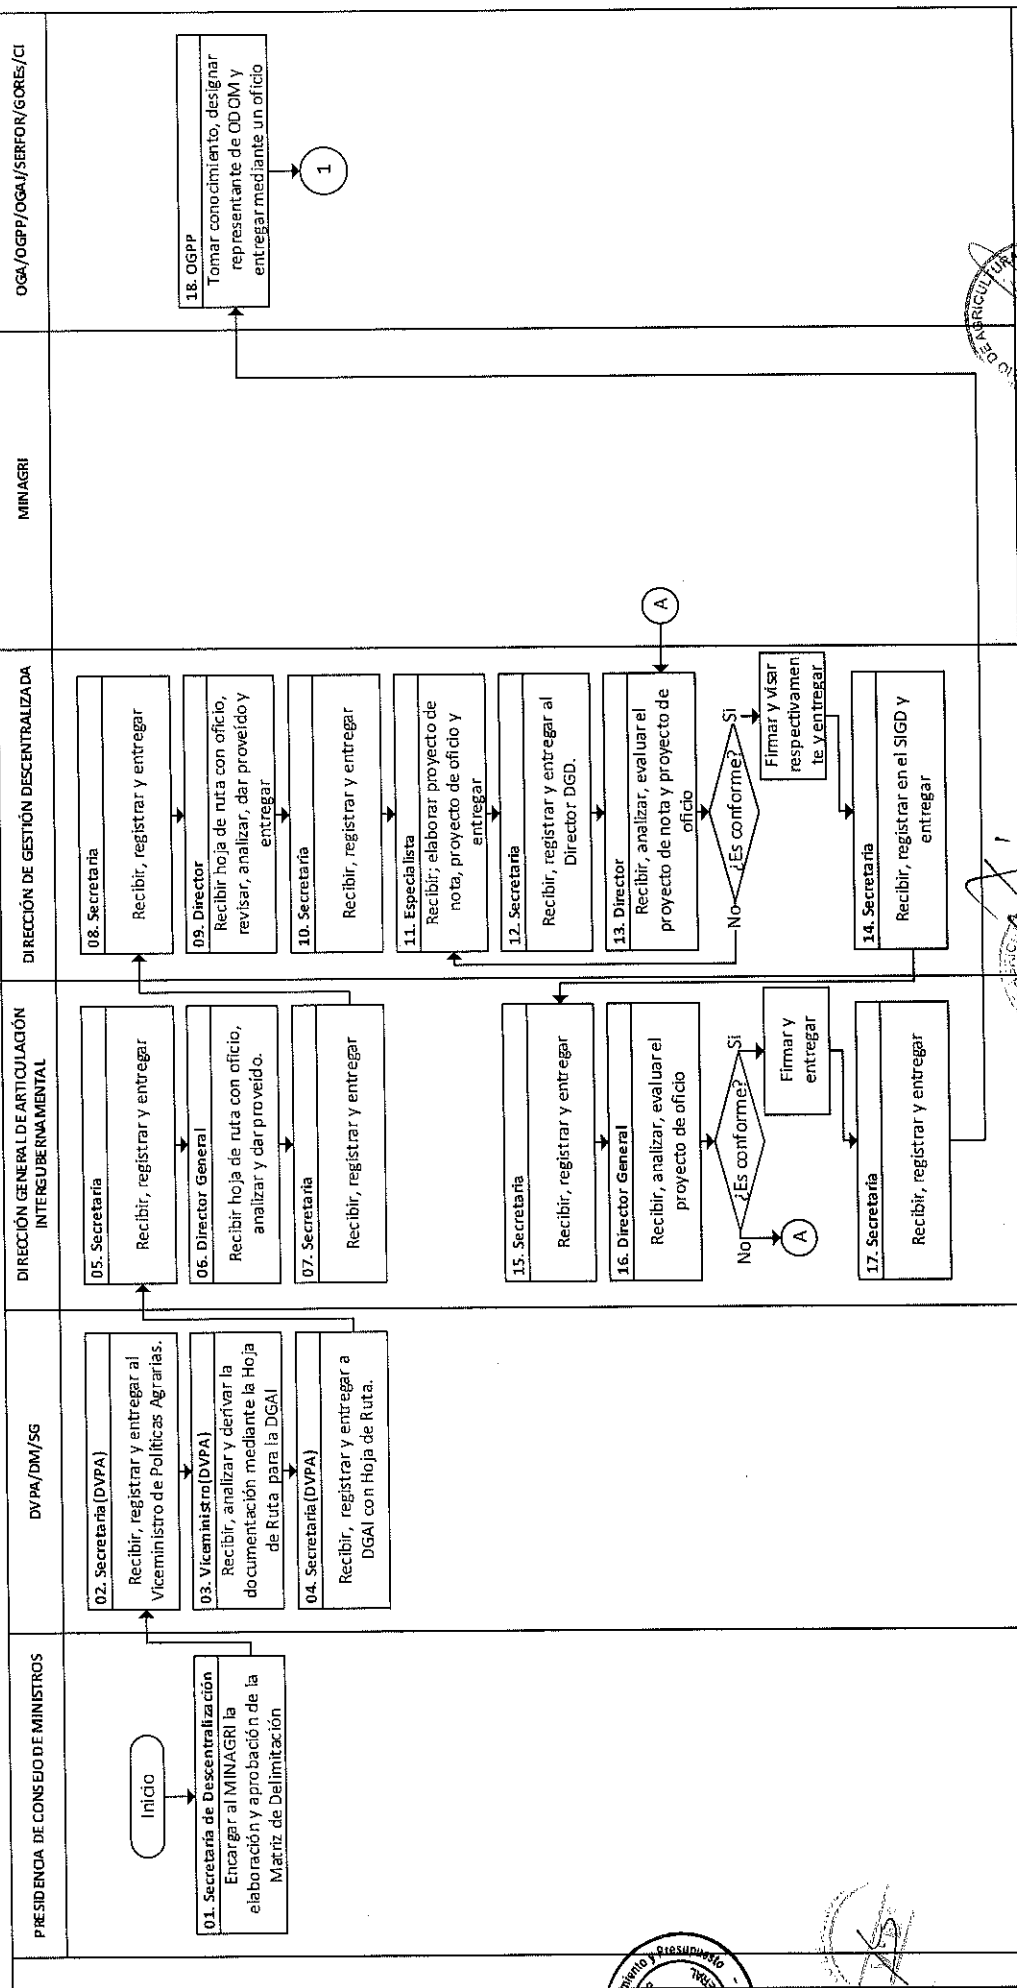 PRESIDENCIA DE CONSEJO DE MINISTROS
DVPA/DM/SG
DIRECCIÓN GENERAL DE ARTICULACIÓN
INTERGUBERNAMENTAL
DIRECCIÓN DE GESTIÓN DESCENTRALIZADA
MINAGRI
OGA/OGPP/OGAJ/SERFOR/GOREs/CI
Inicio
01. Secretaría de Descentralización
Encargar al MINAGRI la
elaboración y aprobación de la
Matriz de Delimitación
02. Secretaria(DVPA)
Recibir, registrar y entregar al
Viceministro de Políticas Agrarias.
03. Viceministro(DVPA)
Recibir, analizar y derivar la
documentación mediante la Hoja
de Ruta para la DGAI
04. Secretaria(DVPA)
Recibir, registrar y entregar a
DGAI con Hoja de Ruta.
05. Secretaria
Recibir, registrar y entregar
06. Director General
Recibir hoja de ruta con oficio,
analizar y dar proveído.
07. Secretaria
Recibir, registrar y entregar
08. Secretaria
Recibir, registrar y entregar
09. Director
Recibir hoja de ruta con oficio,
revisar, analizar, dar proveído y
entregar
10. Secretaria
Recibir, registrar y entregar
11. Especialista
Recibir; elaborar proyecto de
nota, proyecto de oficio y
entregar
12. Secretaria
Recibir, registrar y entregar al
Director DGD.
13. Director
Recibir, analizar, evaluar el
proyecto de nota y proyecto de
oficio
A
¿Es conforme?
No
Si
Firmar y visar
respectivamen
te y entregar
14. Secretaria
Recibir, registrar en el SIGD y
entregar
15. Secretaria
Recibir, registrar y entregar
16. Director General
Recibir, analizar, evaluar el
proyecto de oficio
¿Es conforme?
No
Si
A
Firmar y
entregar
17. Secretaria
Recibir, registrar y entregar
18. OGPP
Tomar conocimiento, designar
representante de ODOM y
entregar mediante un oficio
1
DE AGRICULTURA
y Presupuesto